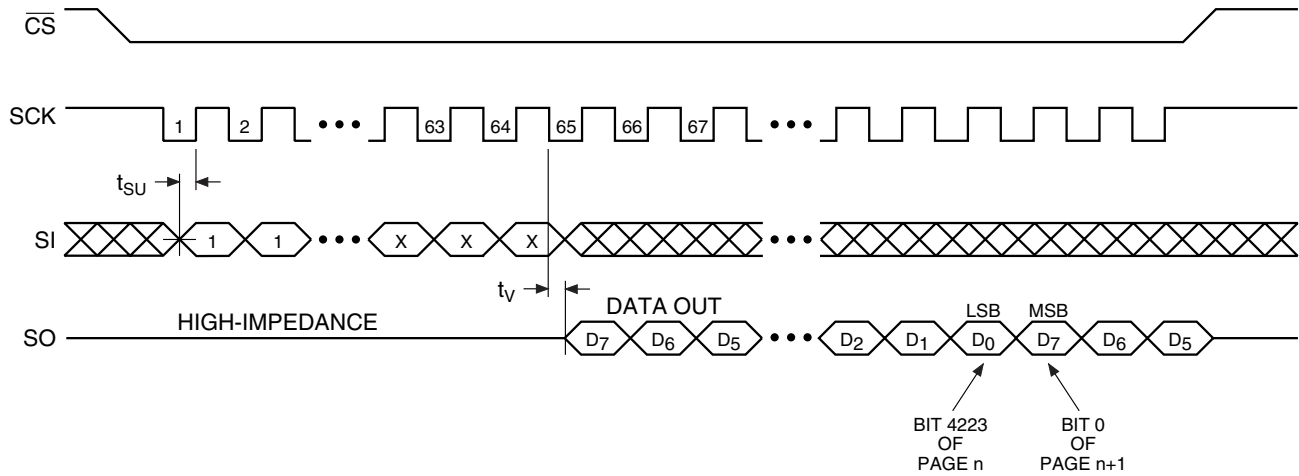 CS
SCK
1 2 ••• 63 64 65 66 67 •••
tSU
SI
1 1 ••• X X X •••
tV
DATA OUT
HIGH-IMPEDANCE
LSB MSB
SO
D7 D6 D5 ••• D2 D1 D0 D7 D6 D5
BIT 4223
OF
PAGE n
BIT 0
OF
PAGE n+1